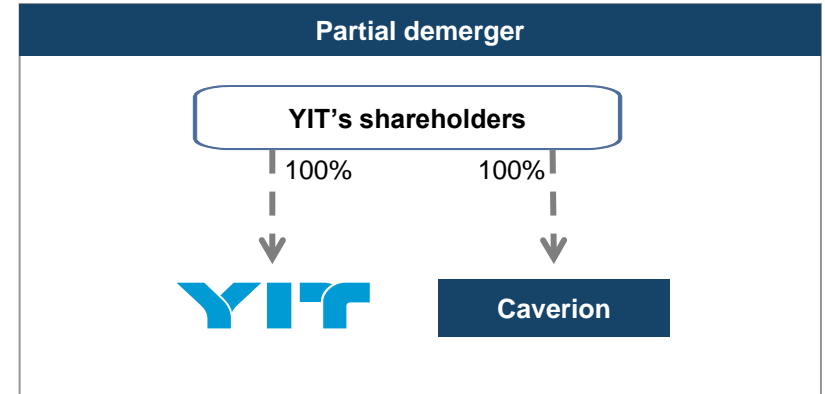 Partial demerger
YIT’s shareholders
100% 100%
YIT
Caverion